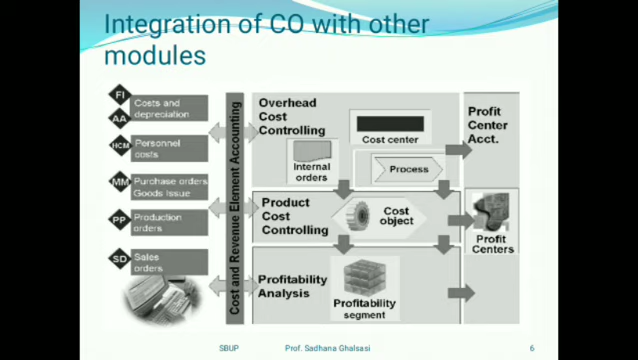 Integration of CO with other
modules
FI
AA
Costs and
depreciation
HCM
Personnel
costs
MM
Purchase orders
Goods Issue
PP
Production
orders
SD
Sales
orders
Cost and Revenue Element Accounting
Overhead
Cost
Controlling
Cost center
Internal
orders
Process
Product
Cost
Controlling
Cost
object
Profitability
Analysis
Profitability
segment
Profit
Center
Acct.
Profit
Centers
SBUP
Prof. Sadhana Ghalsasi
6